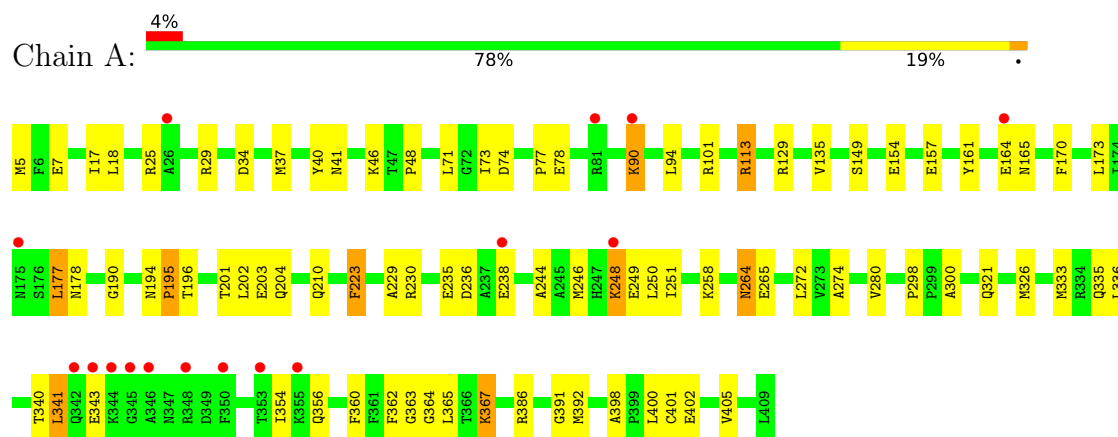 4%
Chain A:
78% 19% •
M5 F6 E7 I17 L18 R25 A26 R29 D34 M37 Y40 N41 K46 T47 P48 L71 G72 I73 D74 P77 E78 R81 K90 L94 R101 R113 R129 V135 S149 E154 E157 Y161 E164 N165 F170 L173 I174
N175 S176 L177 N178 G190 N194 P195 T196 T201 L202 E203 Q204 Q210 F223 A229 R230 E235 D236 A237 E238 A244 A245 M246 H247 K248 E249 L250 I251 K258 N264 E265 L272 V273 A274 V280 P298 P299 A300 Q321 M326 M333 R334 Q335 L336
T340 L341 Q342 E343 K344 G345 A346 N347 R348 D349 F350 T353 I354 K355 Q356 F360 F361 F362 G363 G364 L365 T366 K367 R386 G391 M392 A398 P399 L400 C401 E402 V405 L409